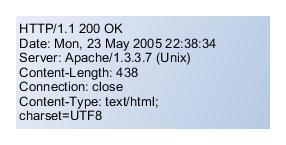 HTTP/1.1 200 OK
Date: Mon, 23 May 2005 22:38:34
Server: Apache/1.3.3.7 (Unix)
Content-Length: 438
Connection: close
Content-Type: text/html;
charset=UTF8